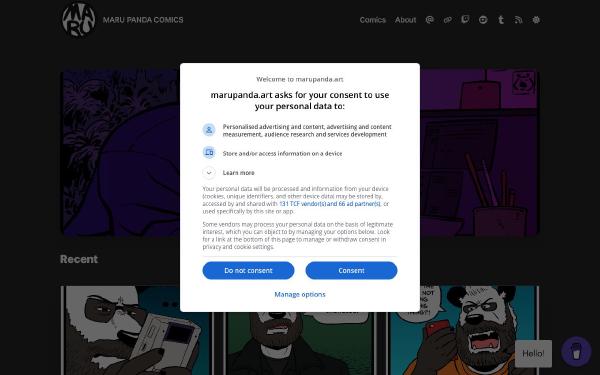 MARU PANDA COMICS
Comics About
Welcome to marupanda.art
marupanda.art asks for your consent to use
your personal data to:
Personalised advertising and content, advertising and content
measurement, audience research and services development
Store and/or access information on a device
Learn more
Your personal data will be processed and information from your device
(cookies, unique identifiers, and other device data) may be stored by,
accessed by and shared with 131 TCF vendor(s) and 66 ad partner(s), or
used specifically by this site or app.
Some vendors may process your personal data on the basis of legitimate
interest, which you can object to by managing your options below. Look
for a link at the bottom of this page to manage or withdraw consent in
privacy and cookie settings.
Do not consent
Consent
Manage options
Recent
NOT
Hello!